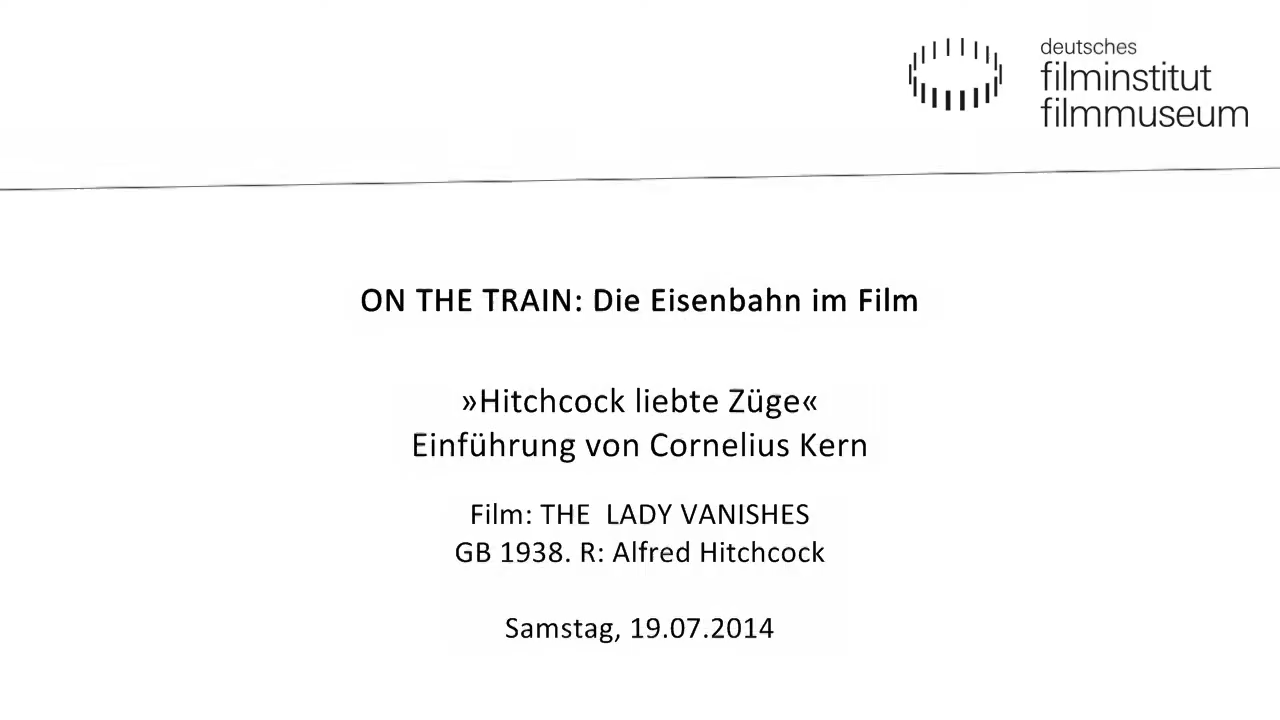 deutsches
filminstitut
filmmuseum
ON THE TRAIN: Die Eisenbahn im Film
»Hitchcock liebte Züge«
Einführung von Cornelius Kern
Film: THE LADY VANISHES
GB 1938. R: Alfred Hitchcock
Samstag, 19.07.2014